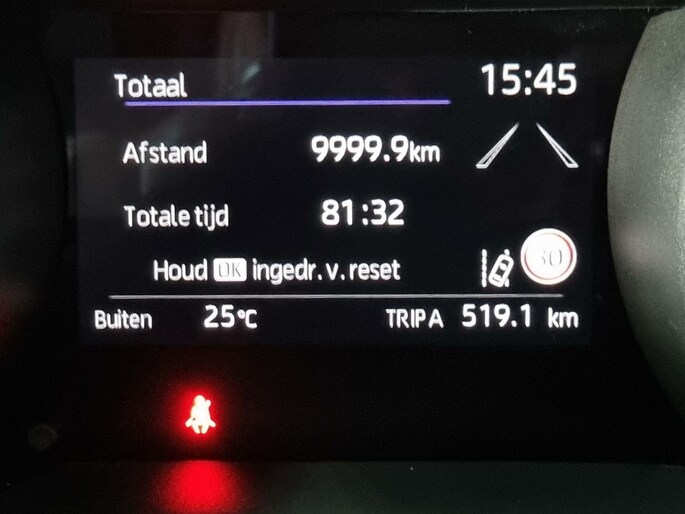 Totaal 15:45
Afstand 9999.9km
Totale tijd 81:32
Houd OK ingedr. v. reset
30
Buiten 25°C TRIP A 519.1 km